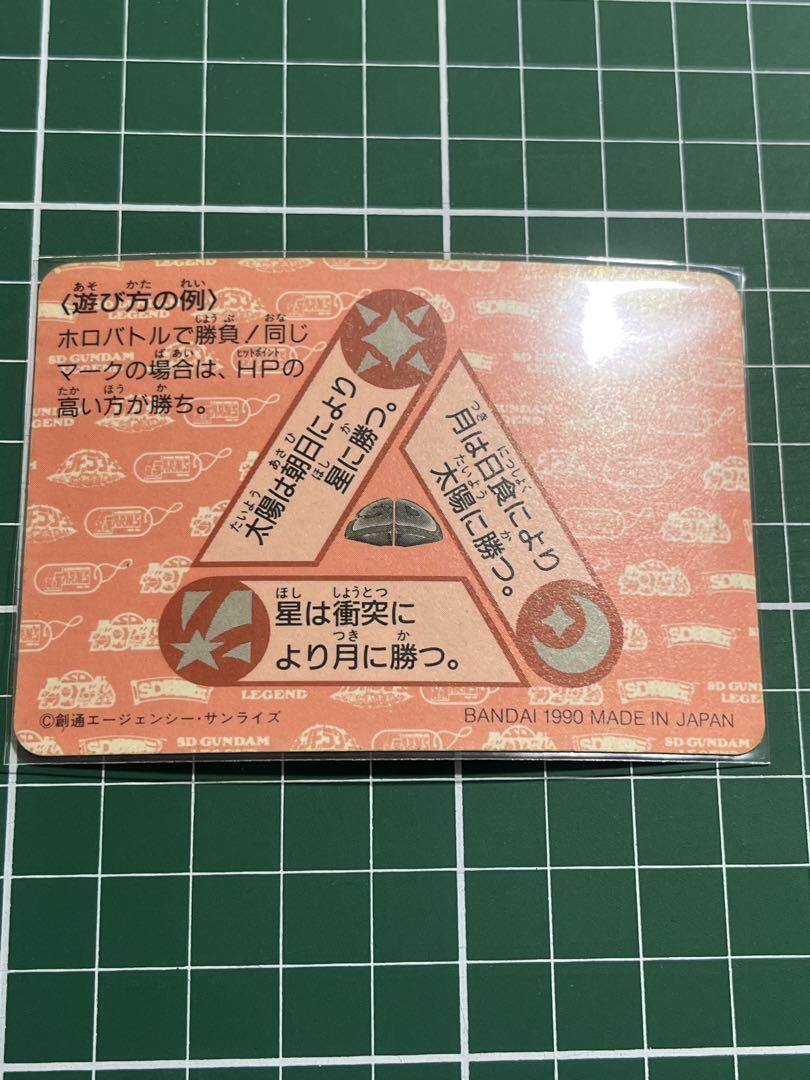 〈遊び方の例〉
ホロバトルで勝負!同じ
マークの場合は、HPの
高い方が勝ち。
太陽は朝日により
星に勝つ。
月は日食により
太陽に勝つ。
星は衝突に
より月に勝つ。
©創通エージェンシー・サンライズ
BANDAI 1990 MADE IN JAPAN
SD GUNDAM
LEGEND